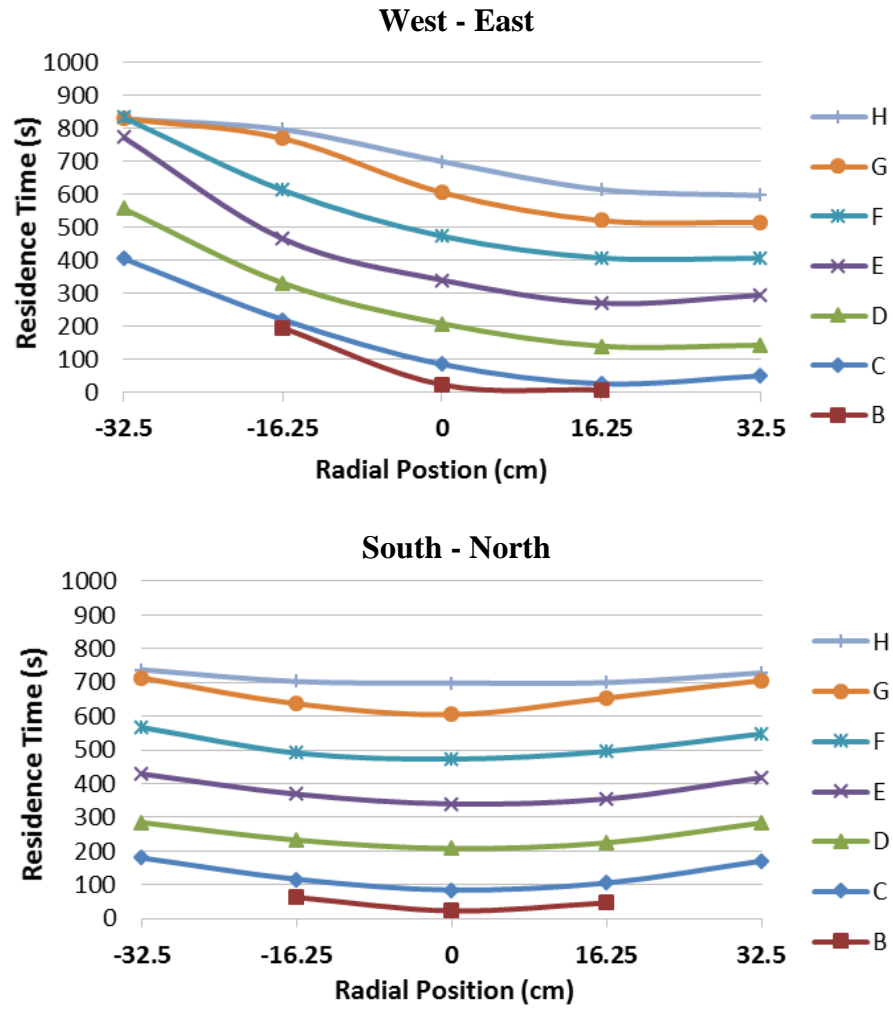 West - East
1000
900
800
700
600
500
400
300
200
100
0
Residence Time (s)
-32.5 -16.25 0 16.25 32.5
Radial Postion (cm)
H
G
F
E
D
C
B
South - North
1000
900
800
700
600
500
400
300
200
100
0
Residence Time (s)
-32.5 -16.25 0 16.25 32.5
Radial Position (cm)
H
G
F
E
D
C
B